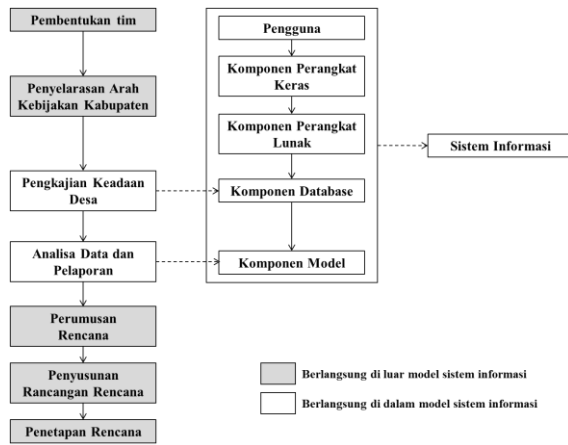 Pembentukan tim
Penyelarasan Arah
Kebijakan Kabupaten
Pengkajian Keadaan
Desa
Analisa Data dan
Pelaporan
Perumusan
Rencana
Penyusunan
Rancangan Rencana
Penetapan Rencana
Pengguna
Komponen Perangkat
Keras
Komponen Perangkat
Lunak
Komponen Database
Komponen Model
Sistem Informasi
Berlangsung di luar model sistem informasi
Berlangsung di dalam model sistem informasi